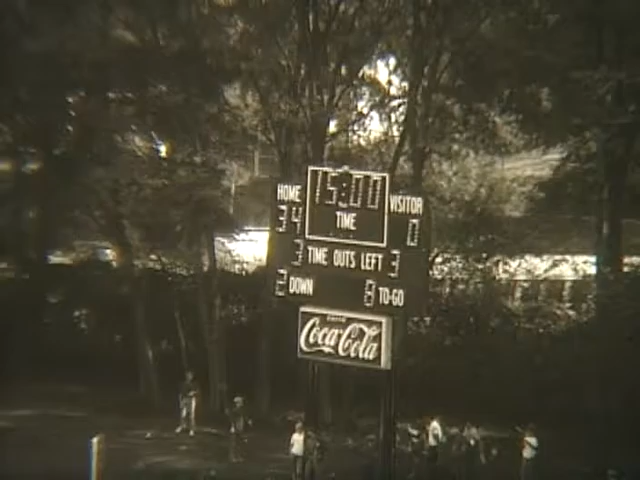 15:00
HOME VISITOR
TIME
34 0
3 TIME OUTS LEFT 3
2 DOWN 8 TO-GO
Coca-Cola